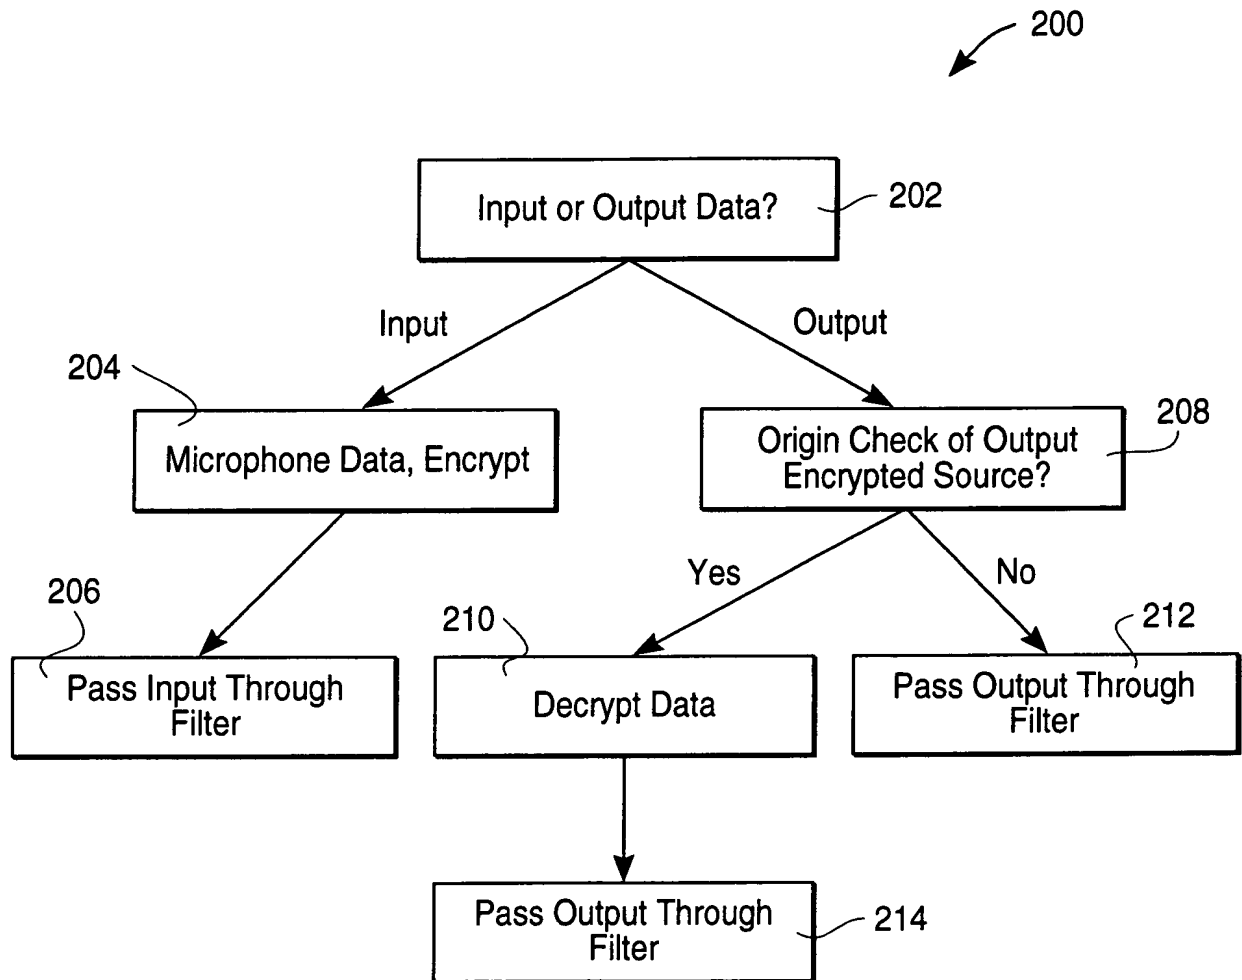 200
Input or Output Data?
202
Input
Output
204
Microphone Data, Encrypt
Origin Check of Output
Encrypted Source?
208
Yes
No
206
Pass Input Through
Filter
210
Decrypt Data
212
Pass Output Through
Filter
Pass Output Through
Filter
214